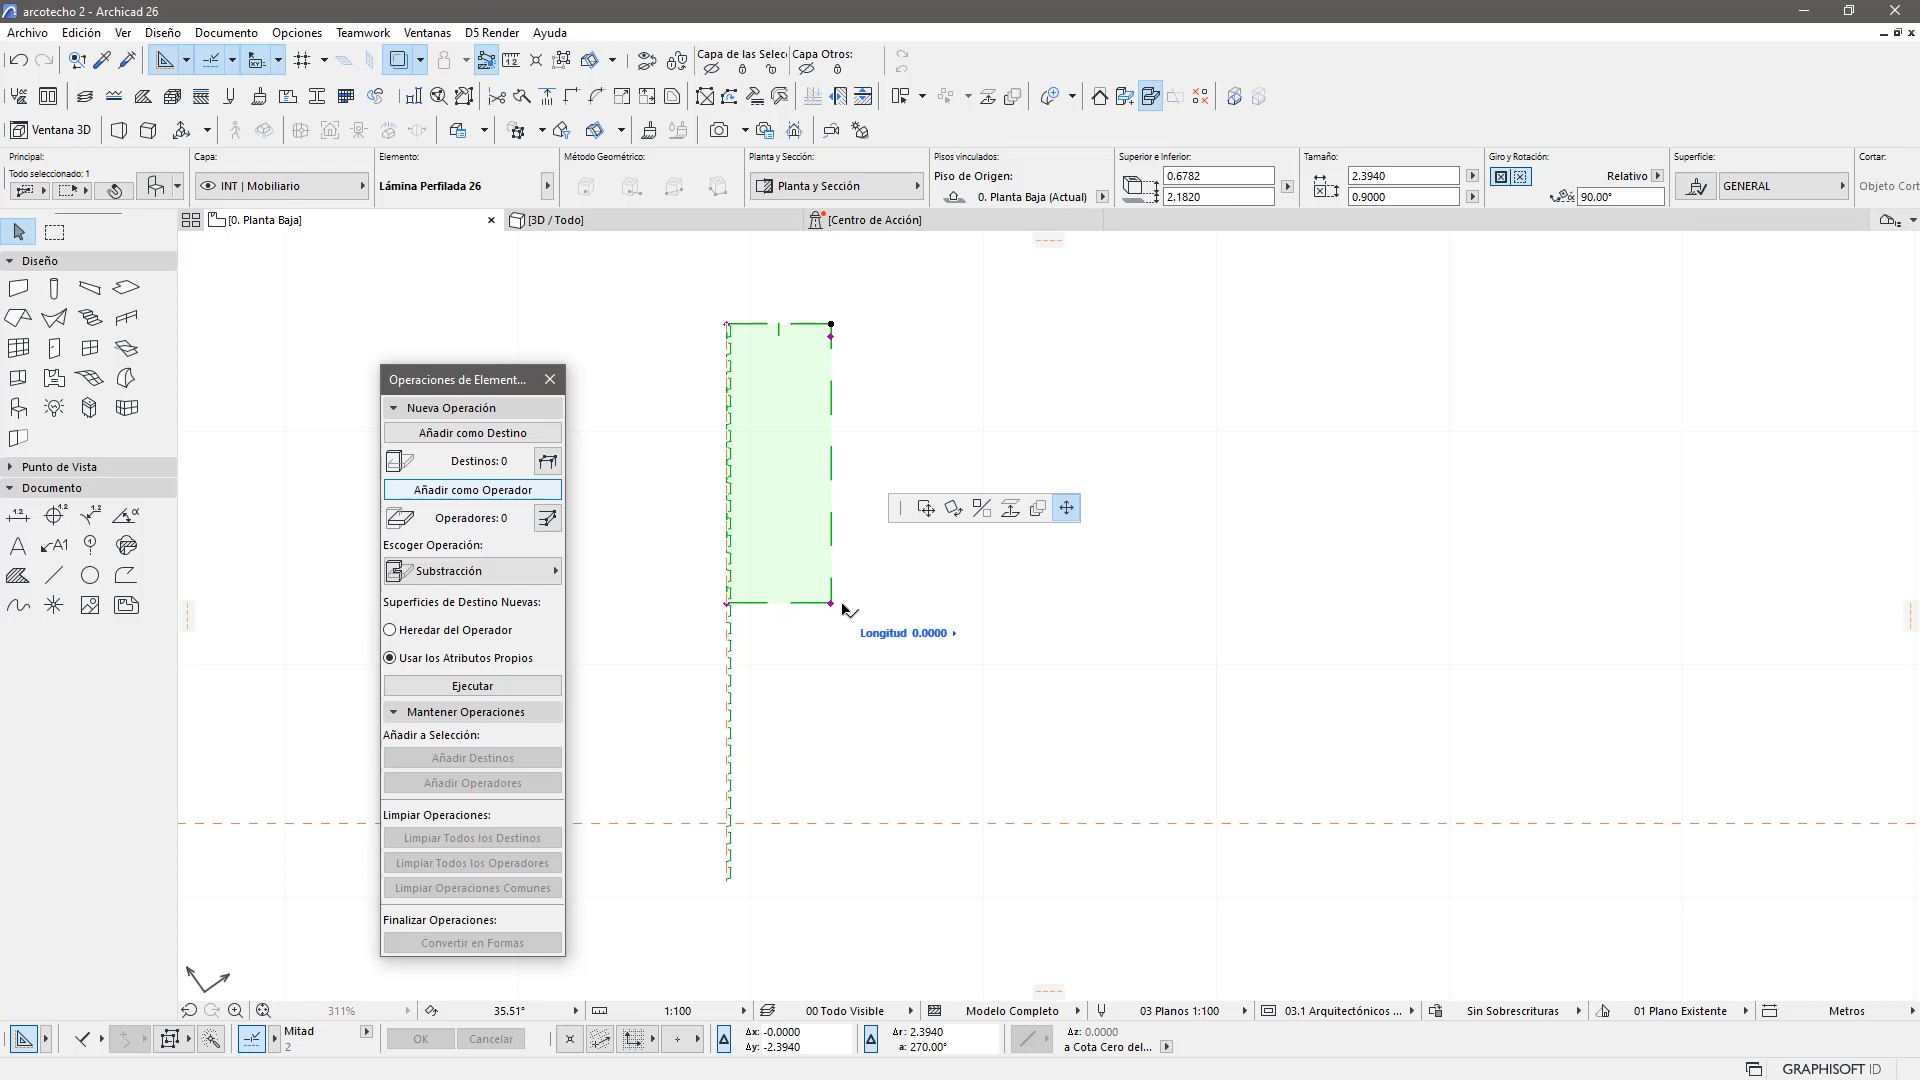 arcotecho 2 - Archicad 26
Archivo Edición Ver Diseño Documento Opciones Teamwork Ventanas D5 Render Ayuda
Capa de las Selec Capa Otros:
Ventana 3D
Principal:
Todo seleccionado: 1
Capa:
INT | Mobiliario
Elemento:
Lámina Perfilada 26
Método Geométrico:
Planta y Sección:
Planta y Sección
Pisos vinculados:
Piso de Origen:
0. Planta Baja (Actual)
Superior e Inferior:
0.6782
2.1820
Tamaño:
2.3940
0.9000
Giro y Rotación:
Relativo
90.00°
Superficie:
GENERAL
Cortar:
Objeto Cort
[0. Planta Baja]
[3D / Todo]
[Centro de Acción]
Diseño
Punto de Vista
Documento
Operaciones de Element...
Nueva Operación
Añadir como Destino
Destinos: 0
Añadir como Operador
Operadores: 0
Escoger Operación:
Substracción
Superficies de Destino Nuevas:
Heredar del Operador
Usar los Atributos Propios
Ejecutar
Mantener Operaciones
Añadir a Selección:
Añadir Destinos
Añadir Operadores
Limpiar Operaciones:
Limpiar Todos los Destinos
Limpiar Todos los Operadores
Limpiar Operaciones Comunes
Finalizar Operaciones:
Convertir en Formas
Longitud 0.0000
311% 35.51° 1:100 00 Todo Visible Modelo Completo 03 Planos 1:100 03.1 Arquitectónicos ... Sin Sobrescrituras 01 Plano Existente Metros
Mitad
2
OK Cancelar
Δx: -0.0000
Δy: -2.3940
Δr: 2.3940
a: 270.00°
Δz: 0.0000
a Cota Cero del...
GRAPHISOFT ID